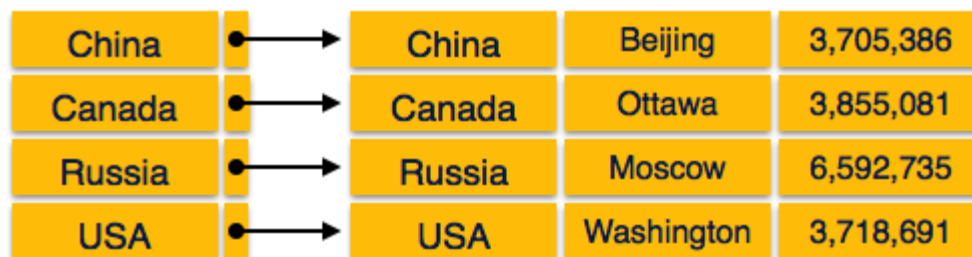 China China Beijing 3,705,386
Canada Canada Ottawa 3,855,081
Russia Russia Moscow 6,592,735
USA USA Washington 3,718,691